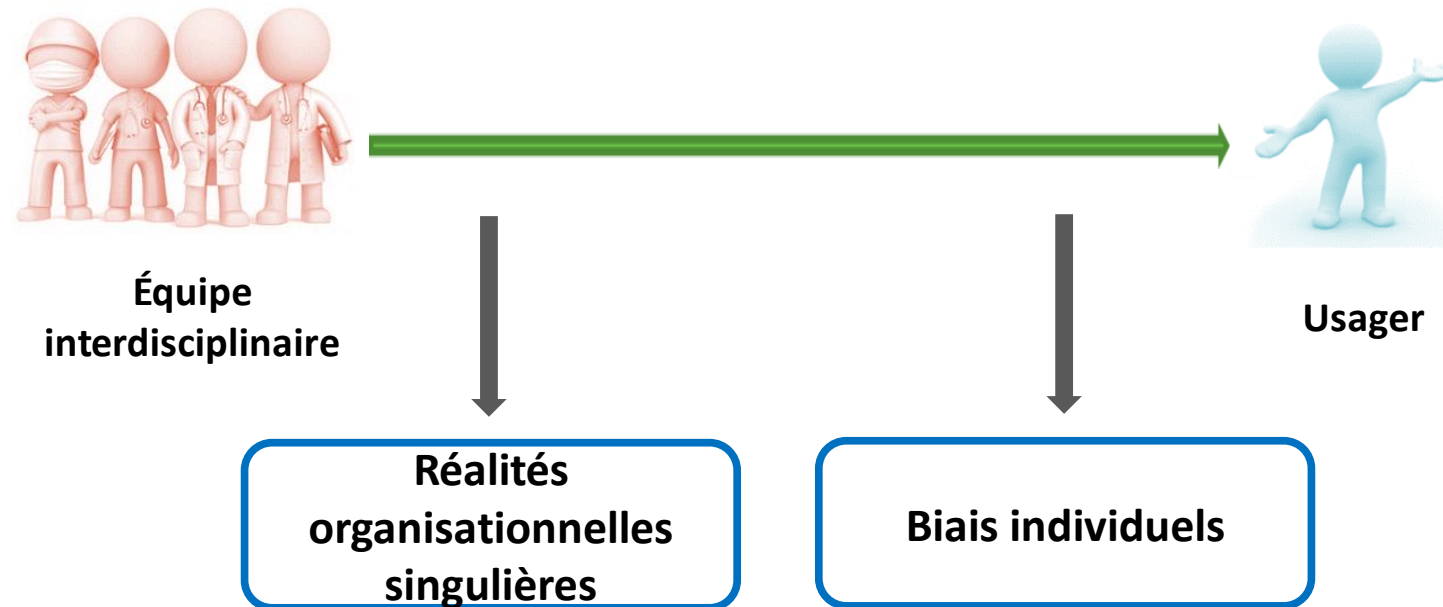 Équipe
interdisciplinaire
Usager
Réalités
organisationnelles
singulières
Biais individuels